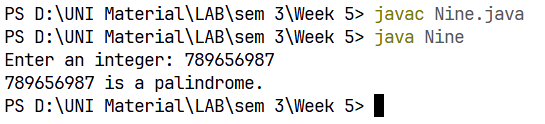 PS D:\UNI Material\LAB\sem 3\Week 5> javac Nine.java
PS D:\UNI Material\LAB\sem 3\Week 5> java Nine
Enter an integer: 789656987
789656987 is a palindrome.
PS D:\UNI Material\LAB\sem 3\Week 5>